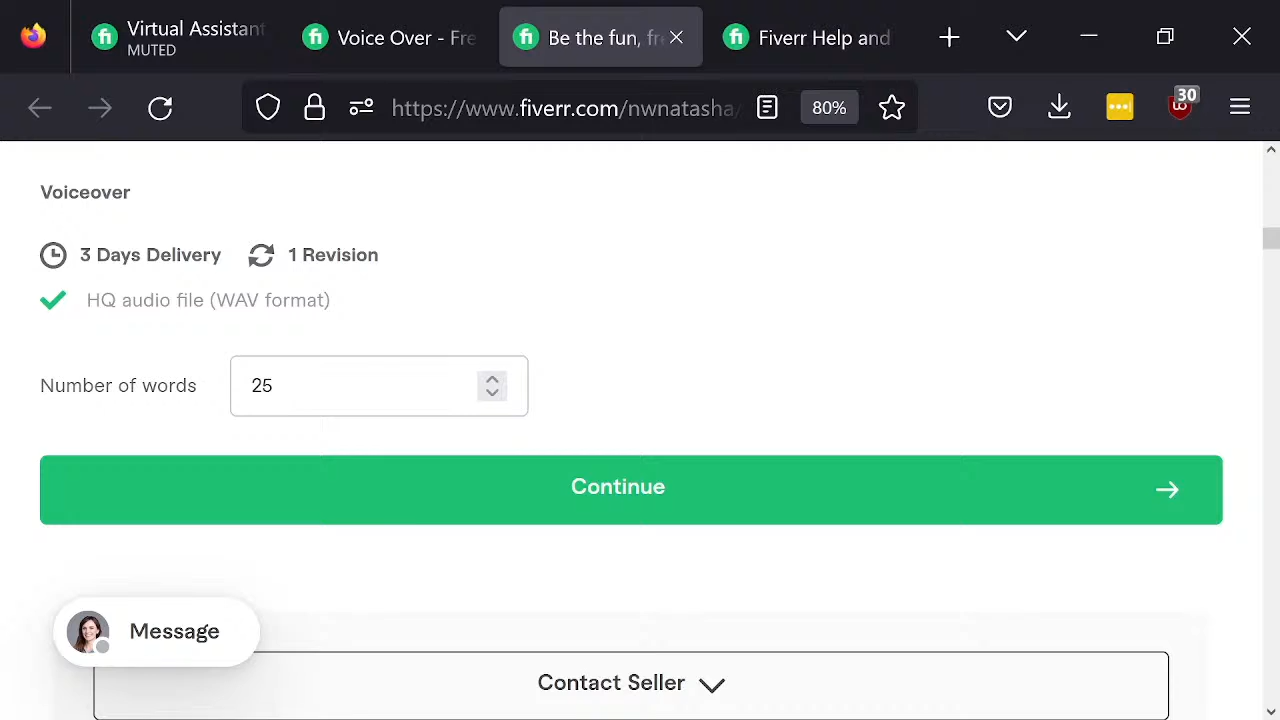 Virtual Assistant
MUTED
Voice Over - Fre
Be the fun, fr
Fiverr Help and
https://www.fiverr.com/nwnatasha/
80%
30
Voiceover
3 Days Delivery
1 Revision
HQ audio file (WAV format)
Number of words
25
Continue
Message
Contact Seller